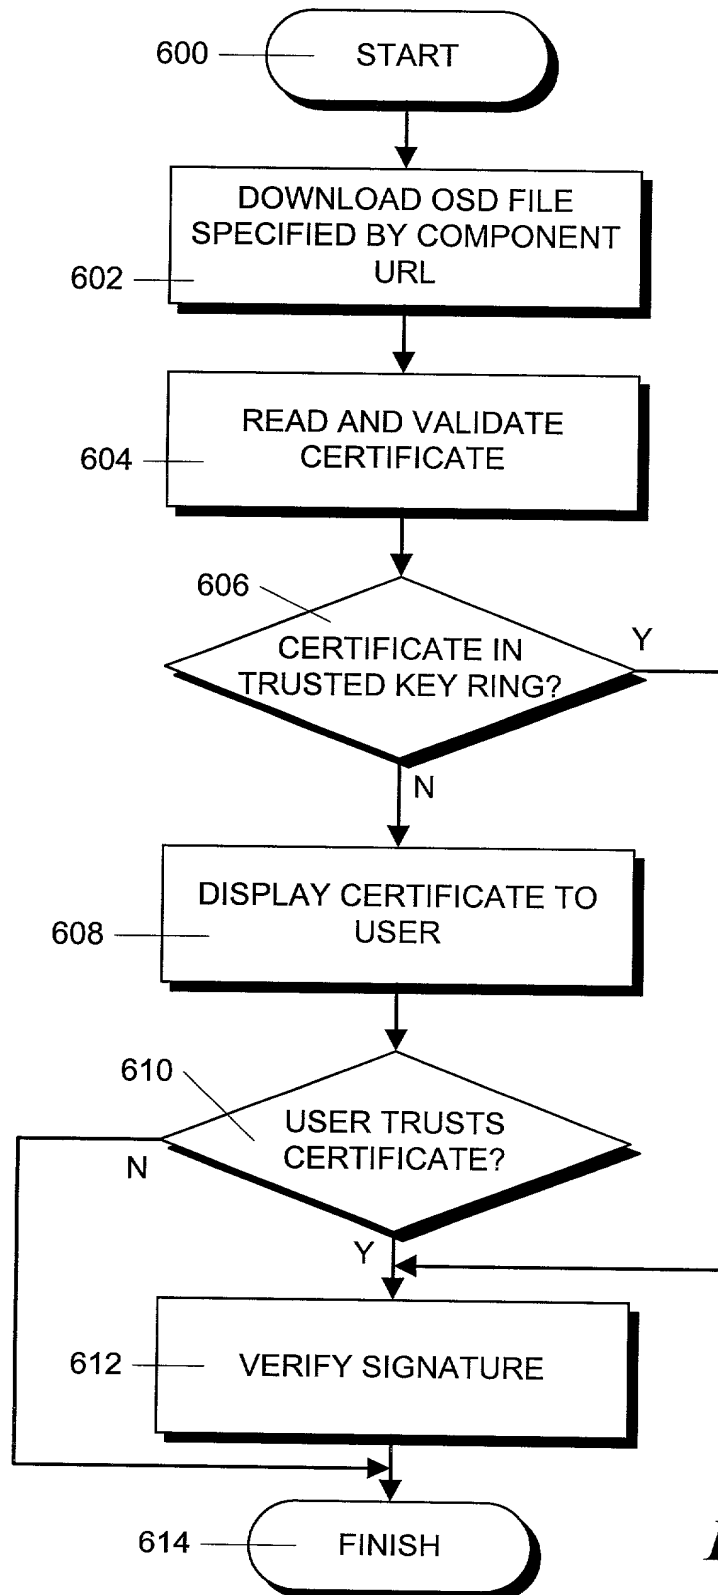 600
START
DOWNLOAD OSD FILE
SPECIFIED BY COMPONENT
URL
602
READ AND VALIDATE
CERTIFICATE
604
606
CERTIFICATE IN
TRUSTED KEY RING?
Y
N
DISPLAY CERTIFICATE TO
USER
608
610
USER TRUSTS
CERTIFICATE?
N
Y
612
VERIFY SIGNATURE
614
FINISH